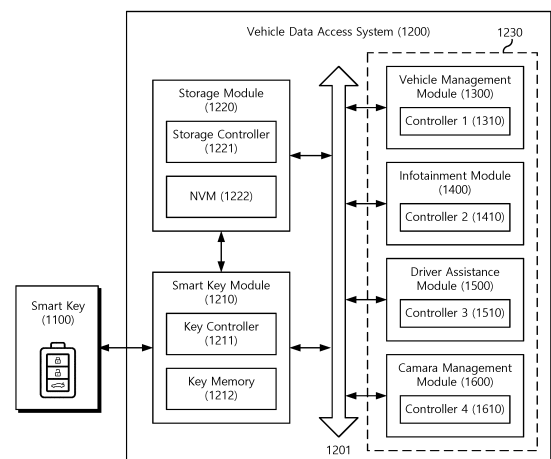 Vehicle Data Access System (1200)
1230
Storage Module
(1220)
Storage Controller
(1221)
NVM (1222)
Vehicle Management
Module (1300)
Controller 1 (1310)
Infotainment Module
(1400)
Controller 2 (1410)
Smart Key
(1100)
Smart Key Module
(1210)
Key Controller
(1211)
Key Memory
(1212)
Driver Assistance
Module (1500)
Controller 3 (1510)
Camara Management
Module (1600)
Controller 4 (1610)
1201